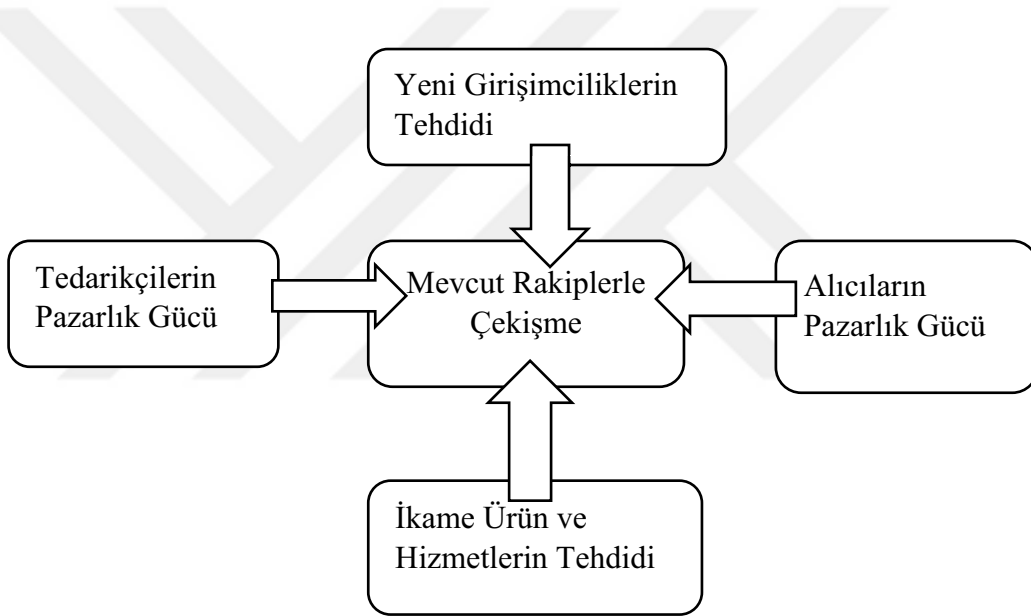 Yeni Girişimciliklerin
Tehdidi
Tedarikçilerin
Pazarlık Gücü
Mevcut Rakiplerle
Çekişme
Alıcıların
Pazarlık Gücü
İkame Ürün ve
Hizmetlerin Tehdidi